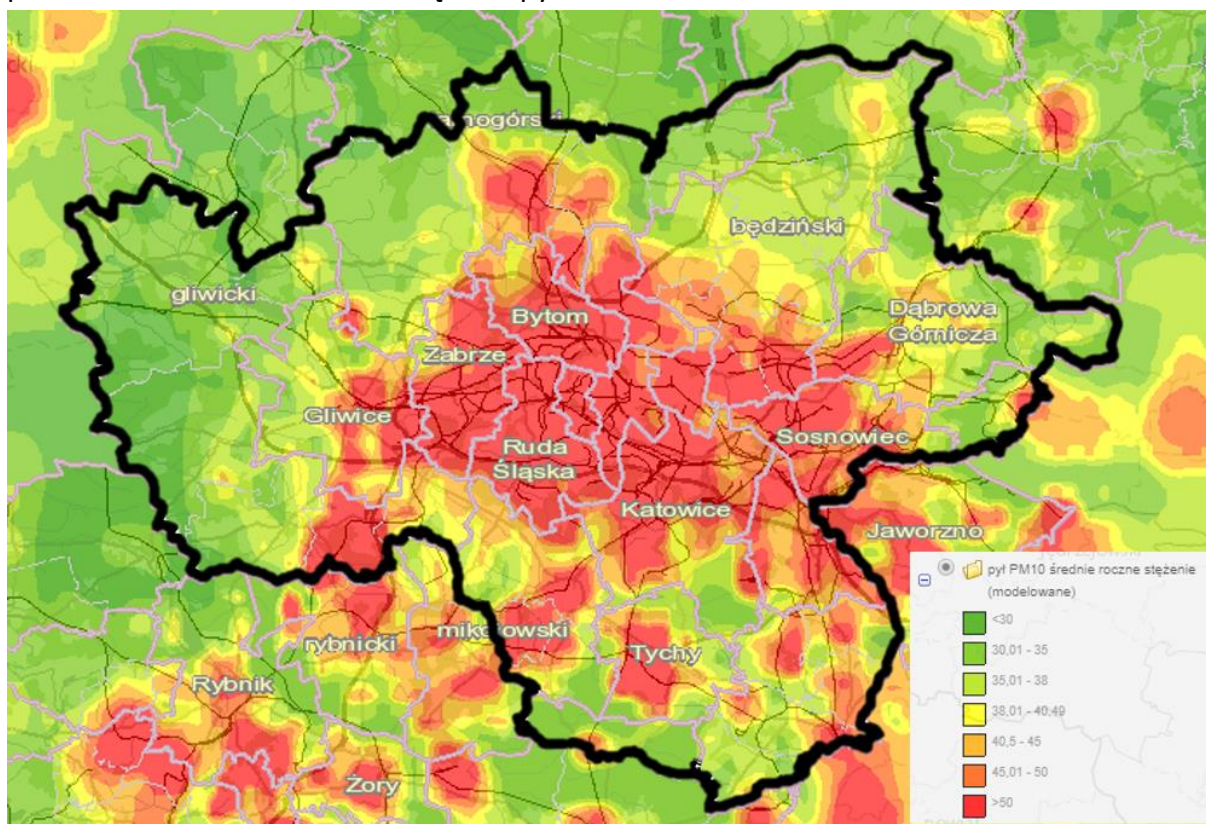 będziński
gliwicki
Dąbrowa
Górnicza
Bytom
Zabrze
Gliwice
Sosnowiec
Ruda
Śląska
Katowice
Jaworzno
rybnicki
mikołowski
Tychy
Rybnik
Żory
pył PM10 średnie roczne stężenie
(modelowane)
<30
30,01 - 35
35,01 - 38
38,01 - 40,49
40,5 - 45
45,01 - 50
>50